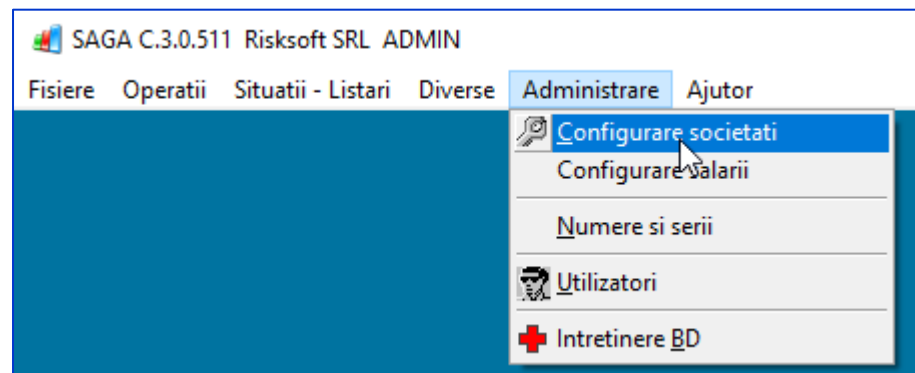 SAGA C.3.0.511 Risksoft SRL ADMIN
Fisiere Operatii Situatii - Listari Diverse Administrare Ajutor
Configurare societati
Configurare salarii
Numere si serii
Utilizatori
Intretinere BD